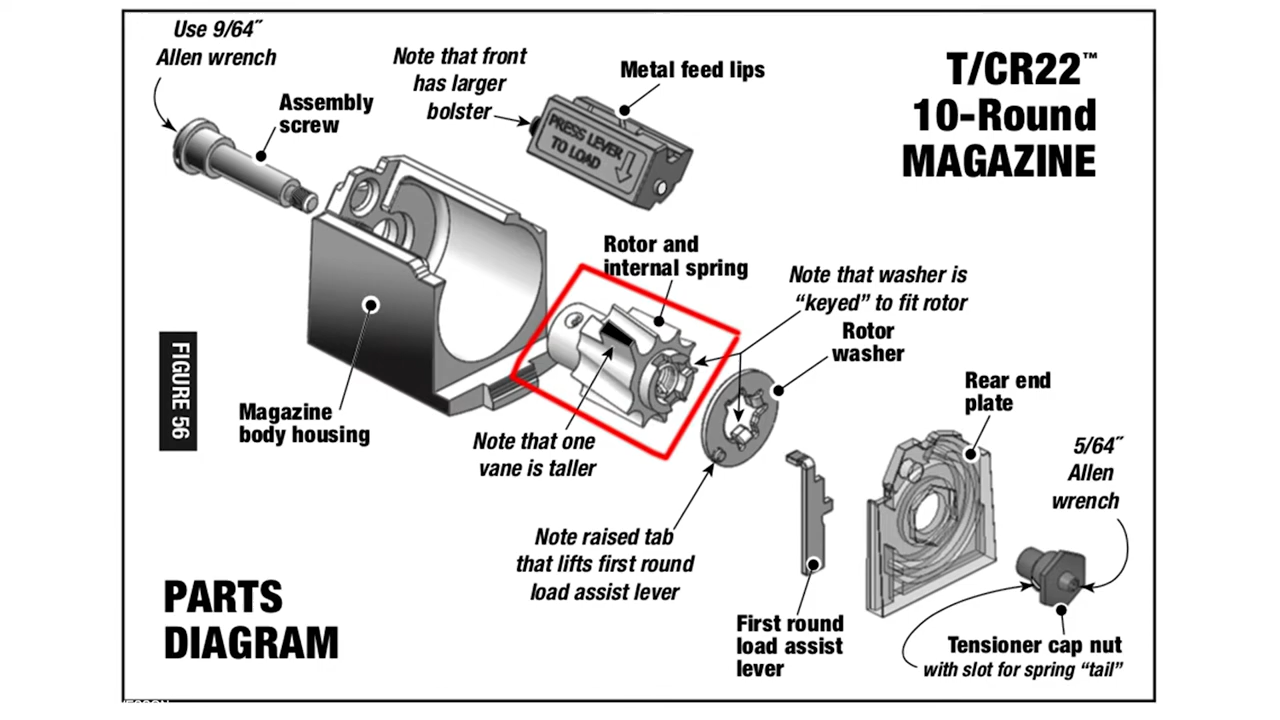 Use 9/64″
Allen wrench
Assembly
screw
Note that front
has larger
bolster
Metal feed lips
PRESS LEVER
TO LOAD
T/CR22™
10-Round
MAGAZINE
Rotor and
internal spring
Note that washer is
“keyed” to fit rotor
Rotor
washer
Rear end
plate
5/64″
Allen
wrench
FIGURE 56
Magazine
body housing
Note that one
vane is taller
Note raised tab
that lifts first round
load assist lever
PARTS
DIAGRAM
First round
load assist
lever
Tensioner cap nut
with slot for spring “tail”